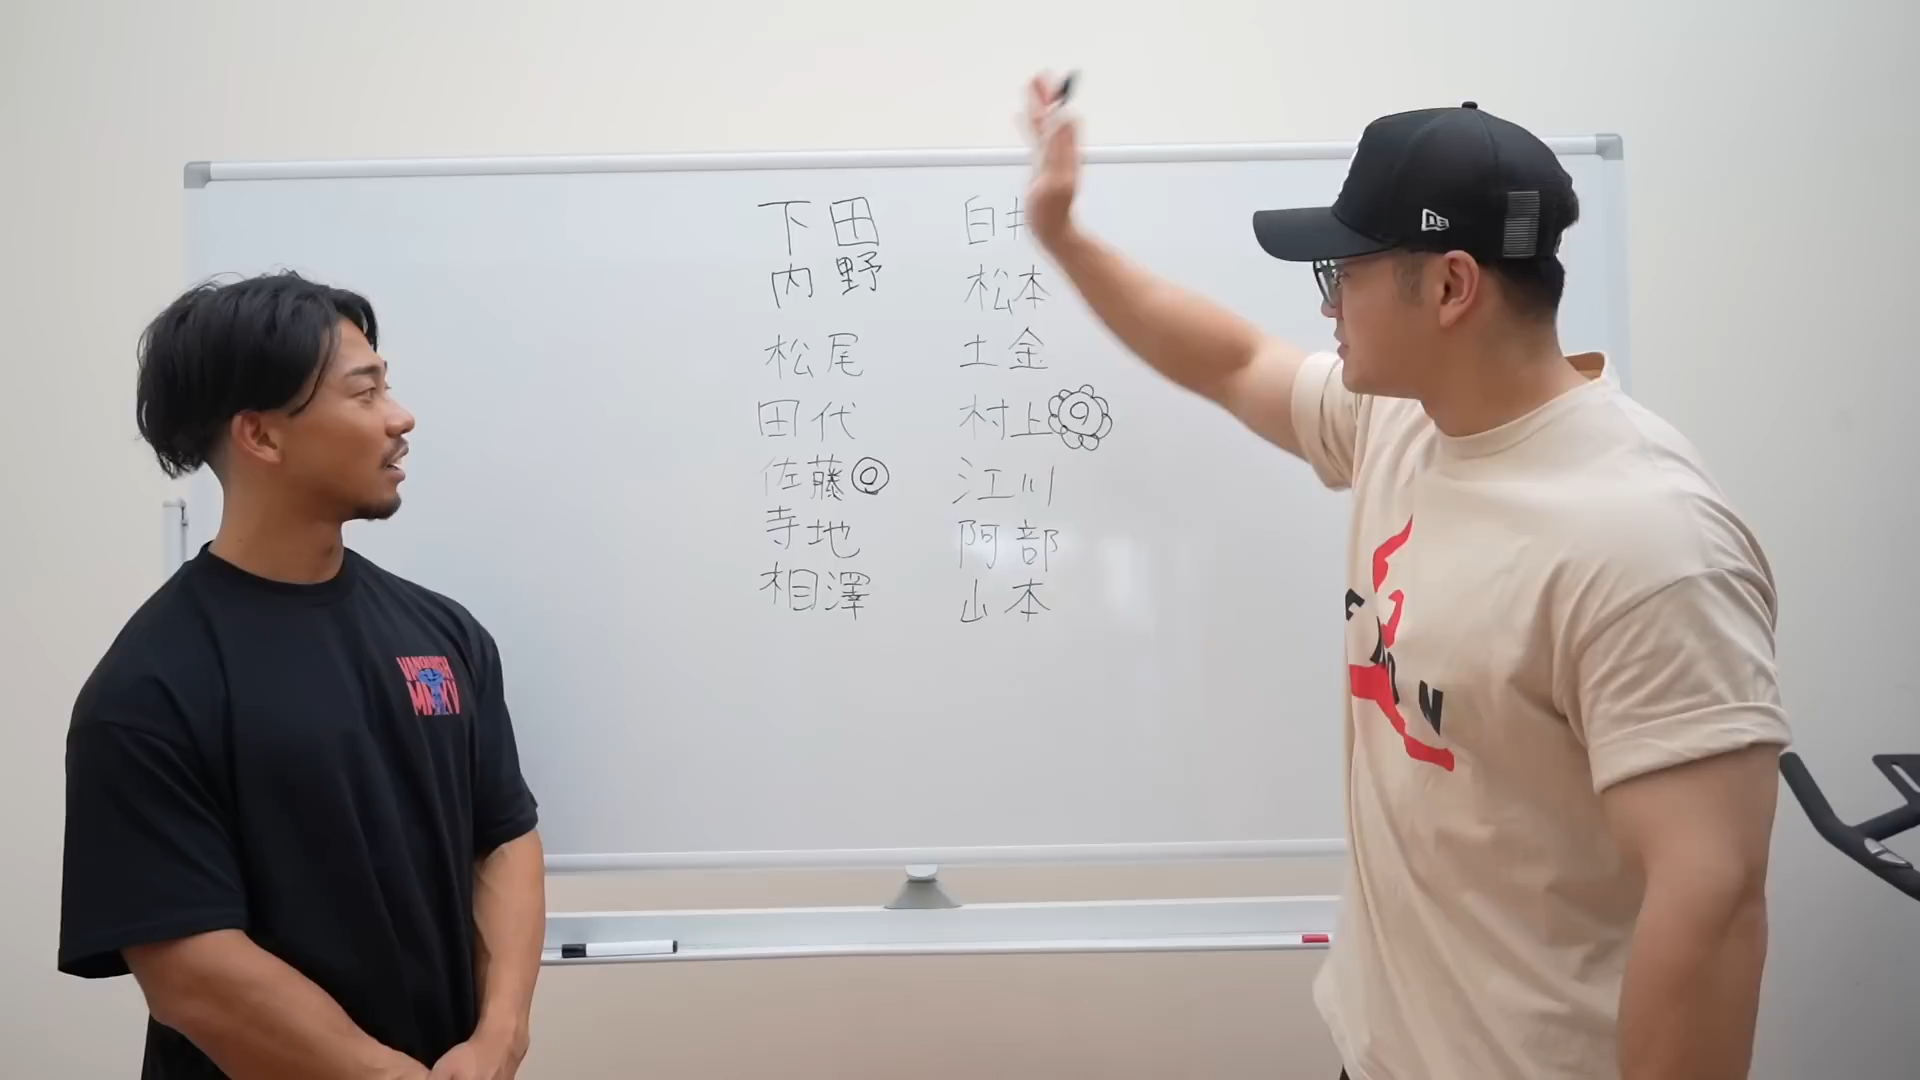 下田
内野
松尾
田代
佐藤◎
寺地
相澤
白井
松本
土金
村上
江川
阿部
山本
MMXV